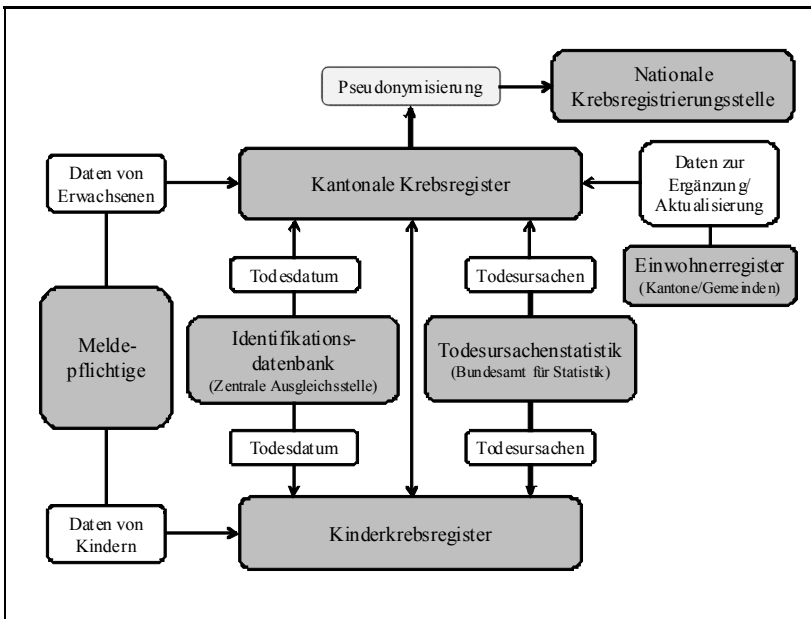 Pseudonymisierung
Nationale
Krebsregistrierungsstelle
Daten von
Erwachsenen
Kantonale Krebsregister
Daten zur
Ergänzung/
Aktualisierung
Todesdatum
Todesursachen
Einwohnerregister
(Kantone/Gemeinden)
Melde-
pflichtige
Identifikations-
datenbank
(Zentrale Ausgleichsstelle)
Todesursachenstatistik
(Bundesamt für Statistik)
Todesdatum
Todesursachen
Daten von
Kindern
Kinderkrebsregister